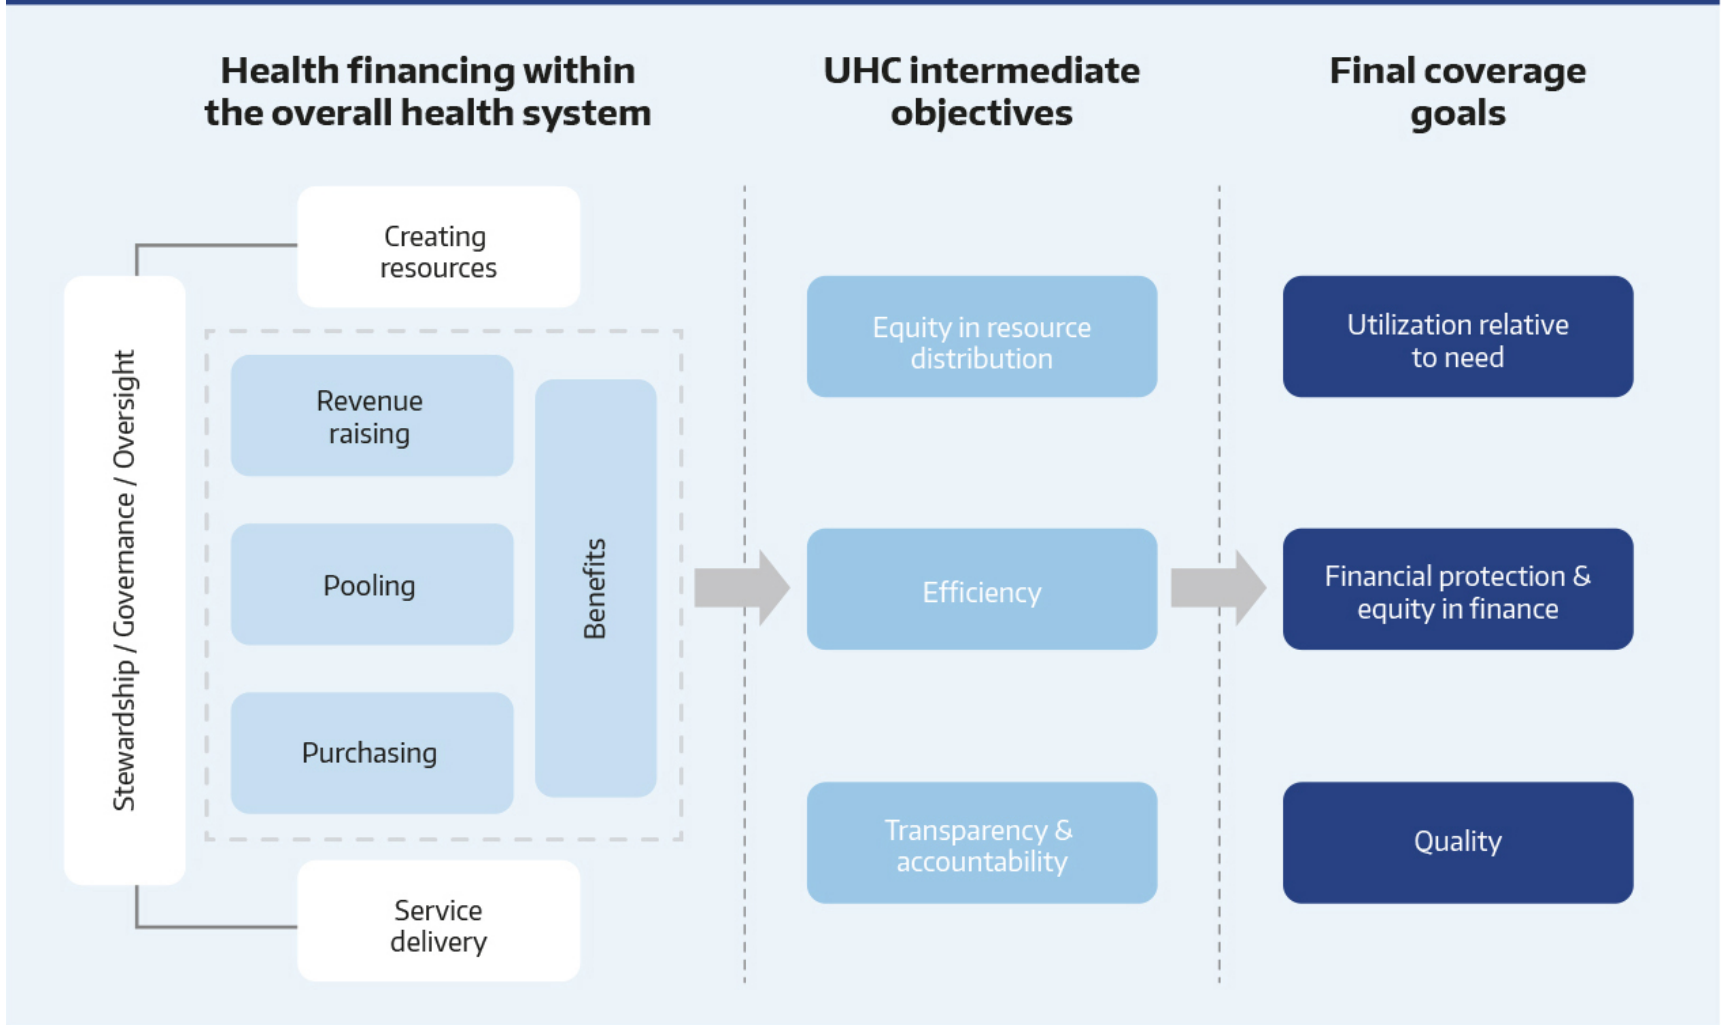 Health financing within
the overall health system
UHC intermediate
objectives
Final coverage
goals
Stewardship / Governance / Oversight
Creating
resources
Revenue
raising
Pooling
Purchasing
Benefits
Service
delivery
Equity in resource
distribution
Efficiency
Transparency &
accountability
Utilization relative
to need
Financial protection &
equity in finance
Quality